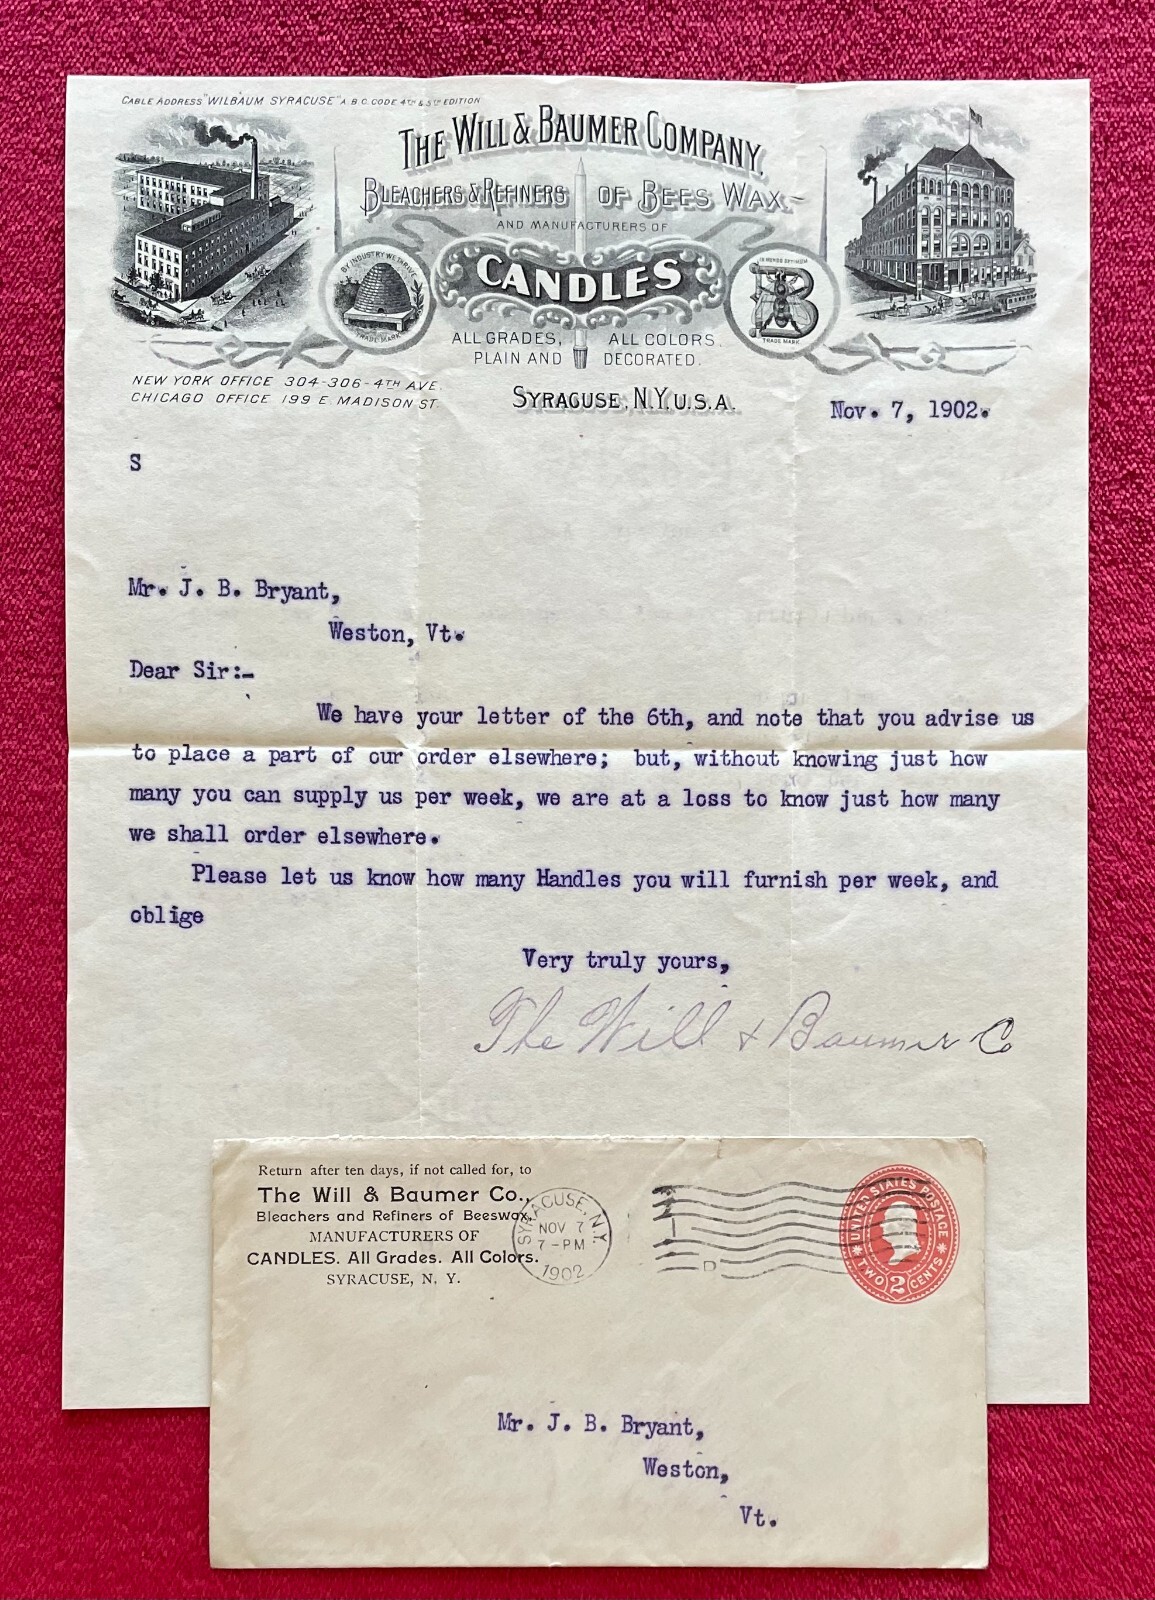 CABLE ADDRESS "WILBAUM SYRACUSE" A B C. CODE 4TH & 5TH EDITION
THE WILL & BAUMER COMPANY.
BLEACHERS & REFINERS OF BEES WAX
AND MANUFACTURERS OF
CANDLES
BY INDUSTRY WE THRIVE
TRADE MARK
B
TRADE MARK
ALL GRADES, ALL COLORS.
PLAIN AND DECORATED.
NEW YORK OFFICE 304-306-4TH AVE.
CHICAGO OFFICE 199 E. MADISON ST.
SYRACUSE, N.Y. U.S.A.
Nov. 7, 1902.
S
Mr. J. B. Bryant,
Weston, Vt.
Dear Sir:-
We have your letter of the 6th, and note that you advise us
to place a part of our order elsewhere; but, without knowing just how
many you can supply us per week, we are at a loss to know just how many
we shall order elsewhere.
Please let us know how many Handles you will furnish per week, and
oblige
Very truly yours,
The Will & Baumer Co
Return after ten days, if not called for, to
The Will & Baumer Co.,
Bleachers and Refiners of Beeswax,
MANUFACTURERS OF
CANDLES. All Grades. All Colors.
SYRACUSE, N. Y.
SYRACUSE, N.Y.
NOV 7
7-PM
1902
D
UNITED STATES POSTAGE
TWO 2 CENTS
Mr. J. B. Bryant,
Weston,
Vt.